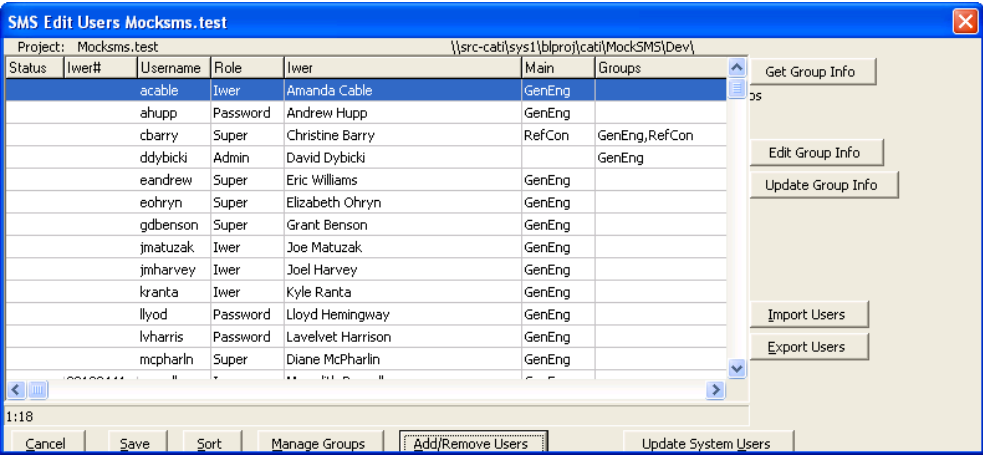 SMS Edit Users Mocksms.test
Project: Mocksms.test \\src-cati\sys1\blproj\cati\MockSMS\Dev\
Status Iwer# Username Role Iwer Main Groups
acable Iwer Amanda Cable GenEng
ahupp Password Andrew Hupp GenEng
cbarry Super Christine Barry RefCon GenEng,RefCon
ddybicki Admin David Dybicki GenEng
eandrew Super Eric Williams GenEng
eohryn Super Elizabeth Ohryn GenEng
gdbenson Super Grant Benson GenEng
jmatuzak Iwer Joe Matuzak GenEng
jmharvey Iwer Joel Harvey GenEng
kranta Iwer Kyle Ranta GenEng
llyod Password Lloyd Hemingway GenEng
lvharris Password Lavelvet Harrison GenEng
mcpharln Super Diane McPharlin GenEng
Get Group Info
ps
Edit Group Info
Update Group Info
Import Users
Export Users
1:18
Cancel Save Sort Manage Groups Add/Remove Users Update System Users